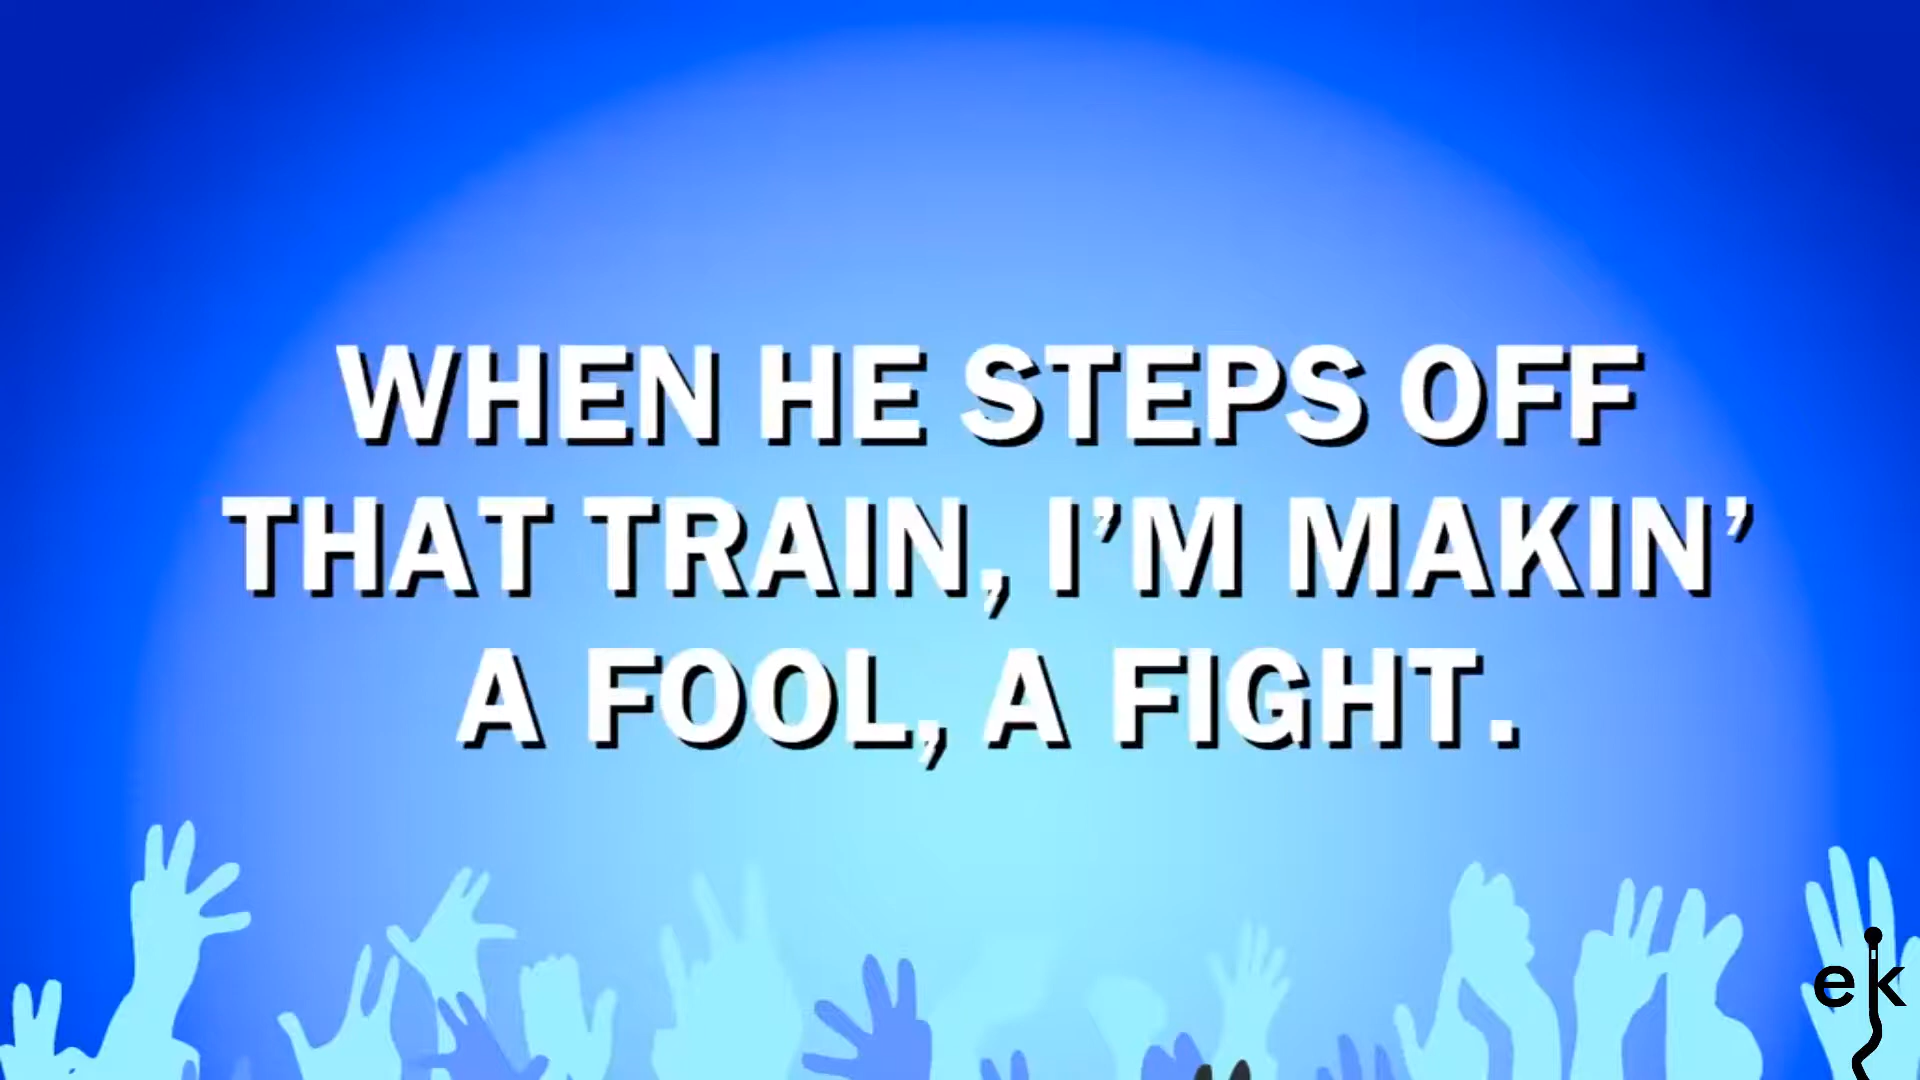 WHEN HE STEPS OFF
THAT TRAIN, I’M MAKIN’
A FOOL, A FIGHT.
ek